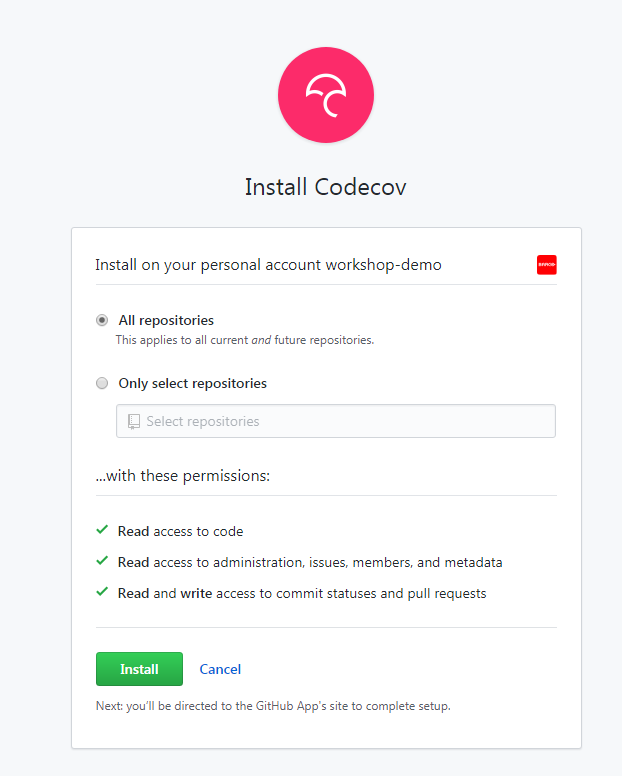 Install Codecov
Install on your personal account workshop-demo
All repositories
This applies to all current and future repositories.
Only select repositories
Select repositories
...with these permissions:
Read access to code
Read access to administration, issues, members, and metadata
Read and write access to commit statuses and pull requests
Install Cancel
Next: you'll be directed to the GitHub App's site to complete setup.